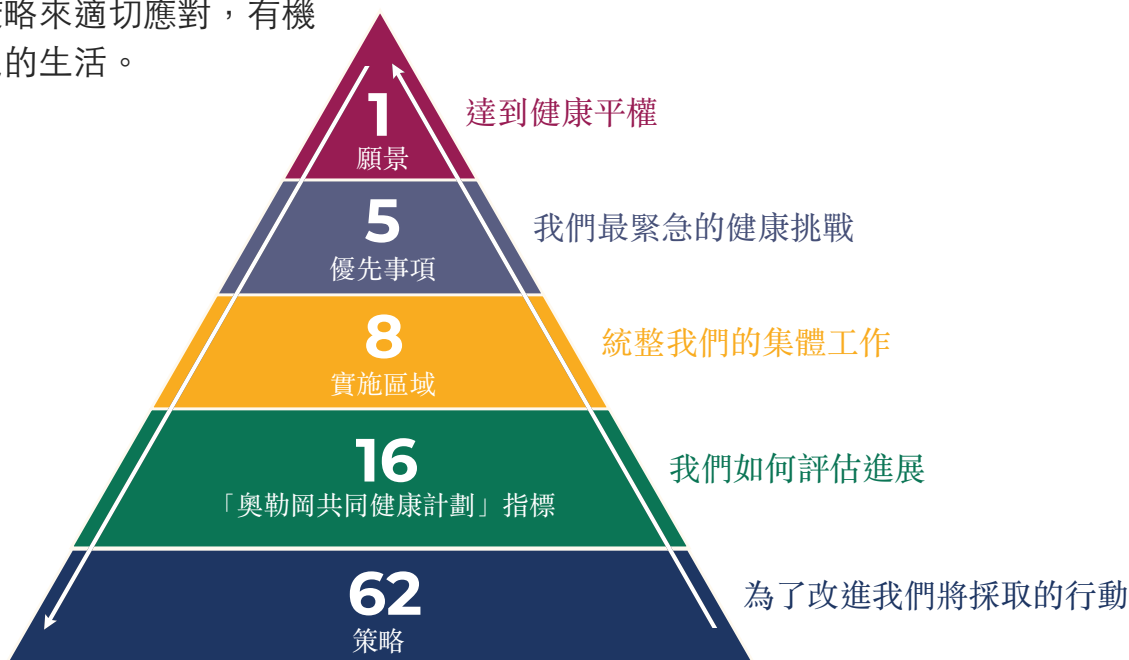 略來適切應對，有機
的生活。
1
願景
達到健康平權
5
優先事項
我們最緊急的健康挑戰
8
實施區域
統整我們的集體工作
16
「奧勒岡共同健康計劃」指標
我們如何評估進展
62
策略
為了改進我們將採取的行動